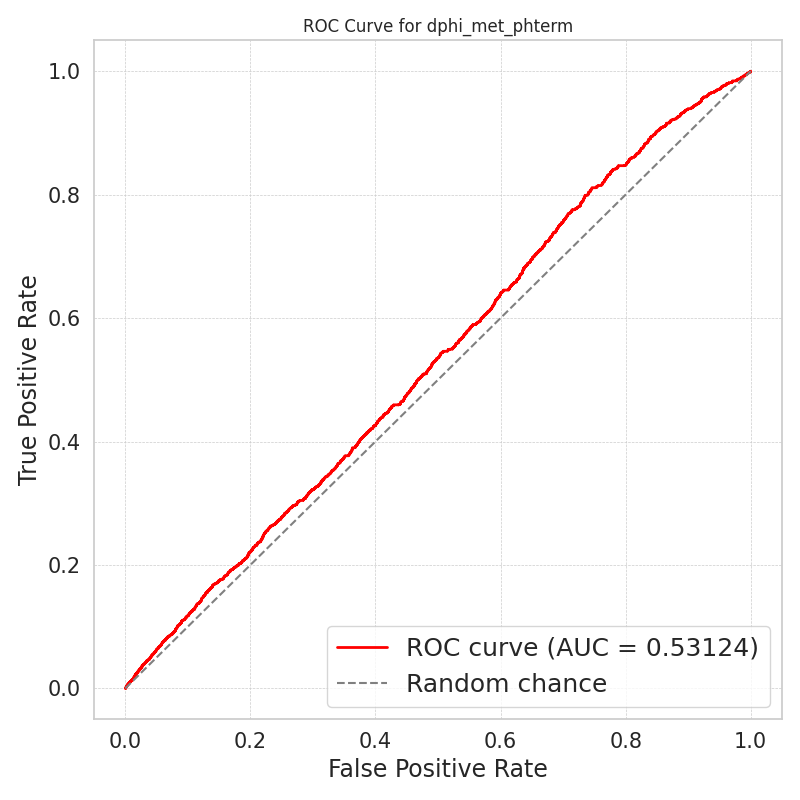 ROC Curve for dphi_met_phterm
True Positive Rate
1.0
0.8
0.6
0.4
0.2
0.0
ROC curve (AUC = 0.53124)
Random chance
0.0 0.2 0.4 0.6 0.8 1.0
False Positive Rate